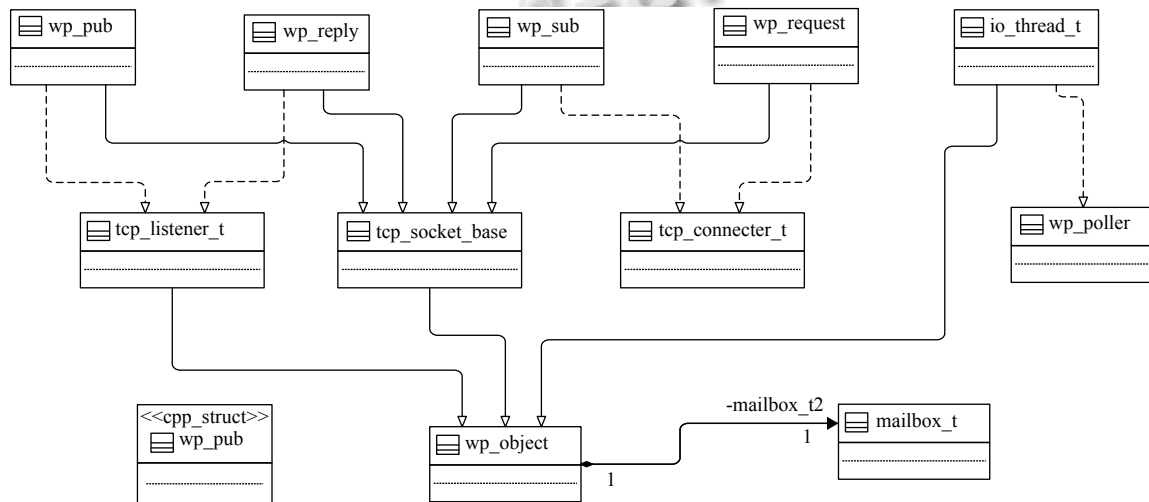 wp_pub
wp_reply
wp_sub
wp_request
io_thread_t
tcp_listener_t
tcp_socket_base
tcp_connecter_t
wp_poller
<<cpp_struct>>
wp_pub
wp_object
1
-mailbox_t2
1
mailbox_t